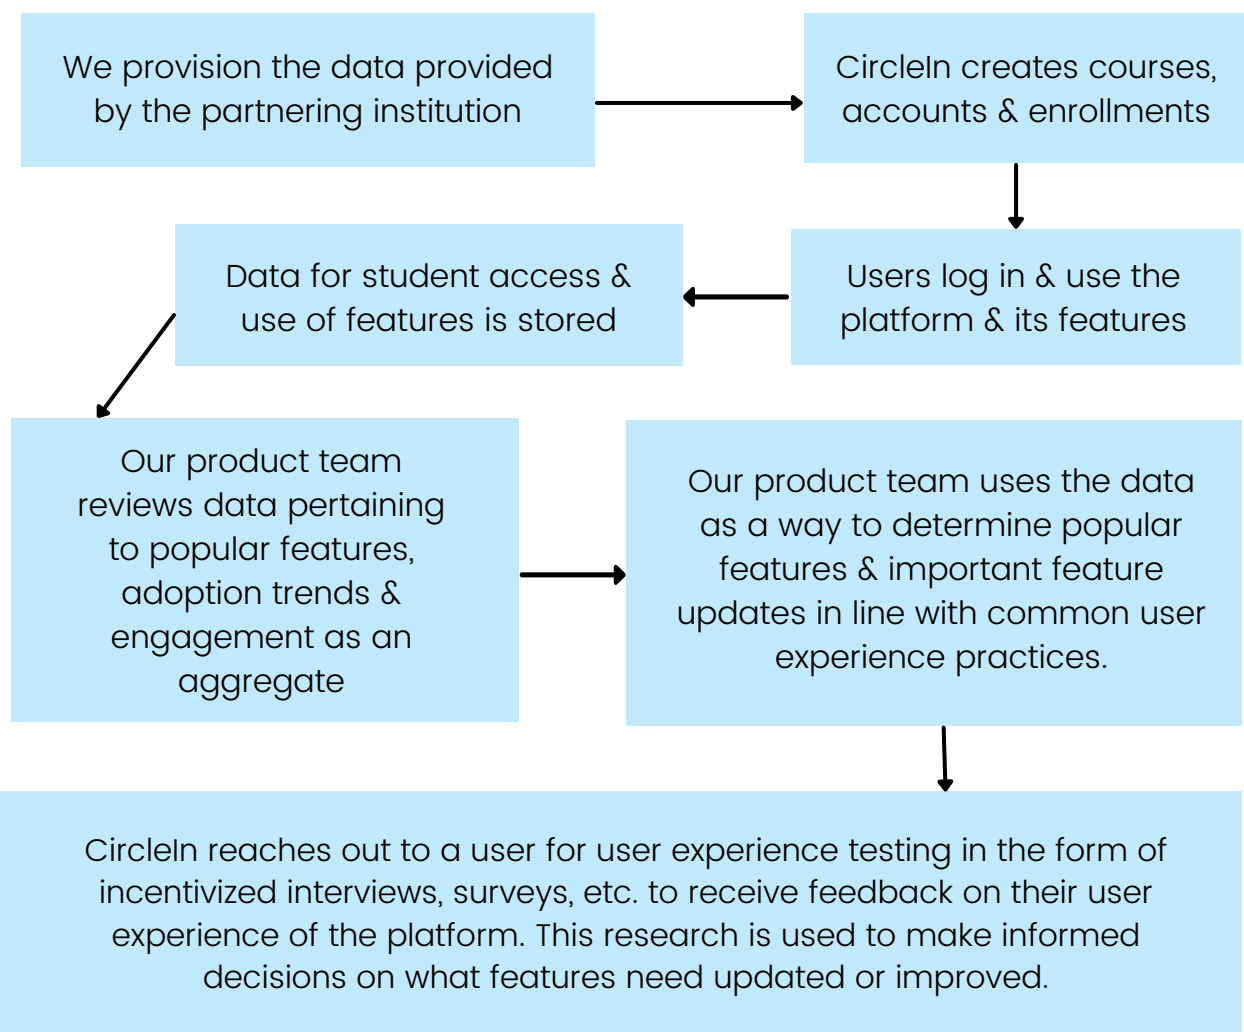 We provision the data provided
by the partnering institution
CircleIn creates courses,
accounts & enrollments
Users log in & use the
platform & its features
Data for student access &
use of features is stored
Our product team
reviews data pertaining
to popular features,
adoption trends &
engagement as an
aggregate
Our product team uses the data
as a way to determine popular
features & important feature
updates in line with common user
experience practices.
CircleIn reaches out to a user for user experience testing in the form of
incentivized interviews, surveys, etc. to receive feedback on their user
experience of the platform. This research is used to make informed
decisions on what features need updated or improved.